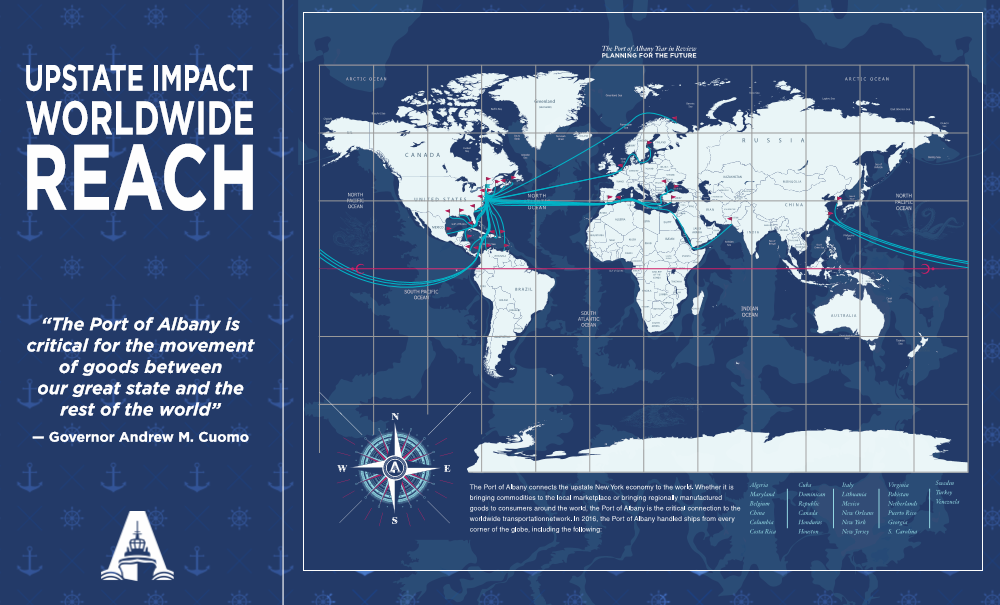 UPSTATE IMPACT
WORLDWIDE
REACH
“The Port of Albany is
critical for the movement
of goods between
our great state and the
rest of the world”
— Governor Andrew M. Cuomo
A
The Port of Albany Year in Review
PLANNING FOR THE FUTURE
ARCTIC OCEAN
ARCTIC OCEAN
Greenland
RUSSIA
CANADA
UNITED STATES
NORTH
PACIFIC
OCEAN
NORTH
OCEAN
CHINA
NORTH
PACIFIC
OCEAN
INDIA
BRAZIL
SOUTH PACIFIC
OCEAN
SOUTH
ATLANTIC
OCEAN
INDIAN
OCEAN
AUSTRALIA
N
W
A
E
S
The Port of Albany connects the upstate New York economy to the world. Whether it is
bringing commodities to the local marketplace or bringing regionally manufactured
goods to consumers around the world, the Port of Albany is the critical connection to the
worldwide transportationnetwork. In 2016, the Port of Albany handled ships from every
corner of the globe, including the following:
Algeria
Maryland
Belgium
China
Columbia
Costa Rica
Cuba
Dominican
Republic
Canada
Honduras
Houston
Italy
Lithuania
Mexico
New Orleans
New York
New Jersey
Virginia
Pakistan
Netherlands
Puerto Rico
Georgia
S. Carolina
Sweden
Turkey
Venezuela